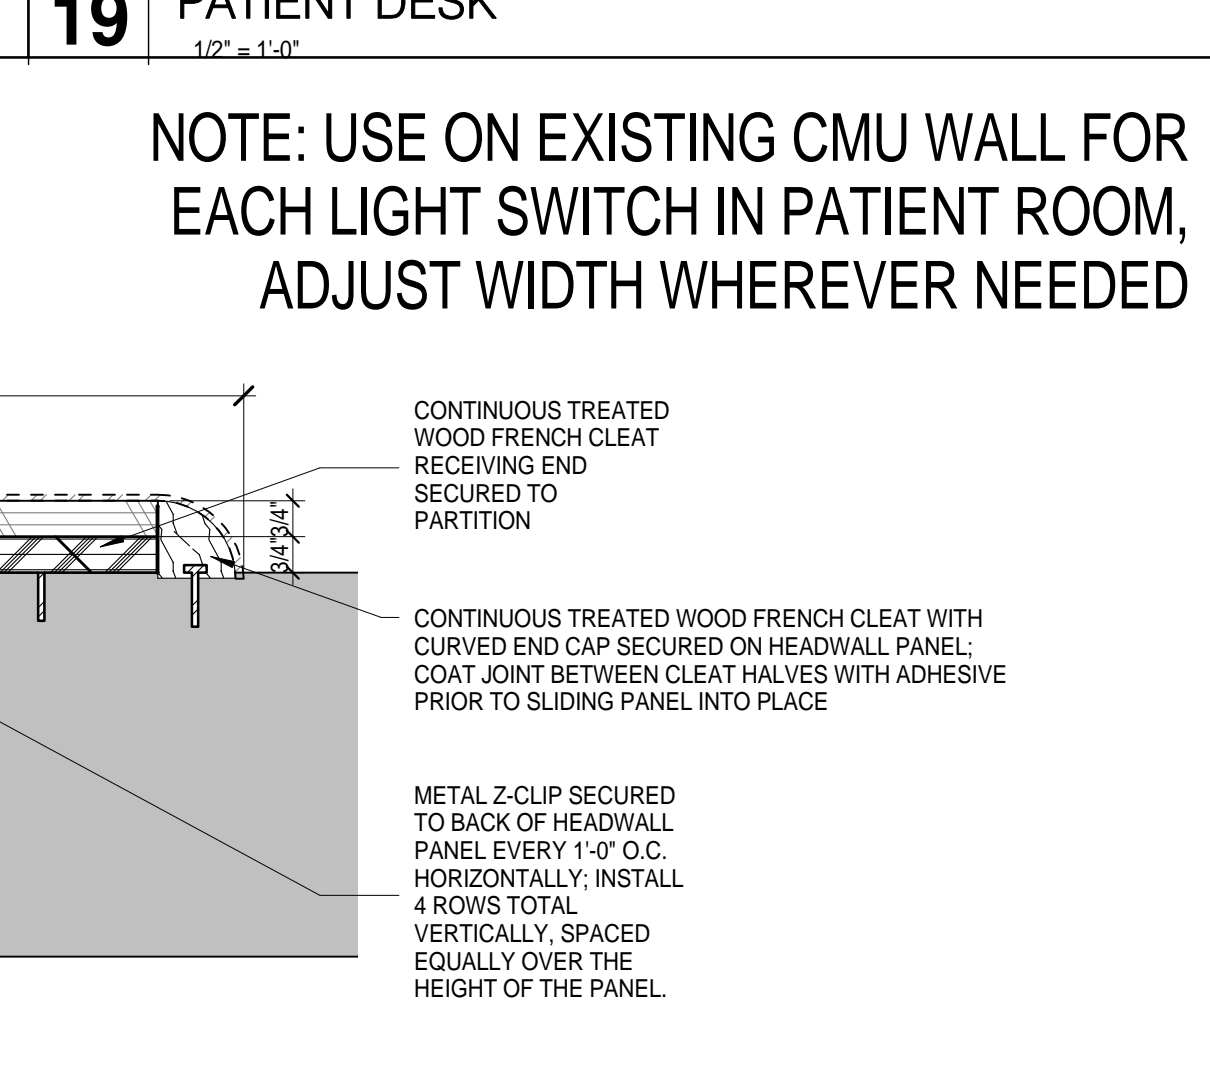 19
PATIENT DESK
1/2" = 1'-0"
NOTE: USE ON EXISTING CMU WALL FOR
EACH LIGHT SWITCH IN PATIENT ROOM,
ADJUST WIDTH WHEREVER NEEDED
CONTINUOUS TREATED
WOOD FRENCH CLEAT
RECEIVING END
SECURED TO
PARTITION
3/4"
3/4"
CONTINUOUS TREATED WOOD FRENCH CLEAT WITH
CURVED END CAP SECURED ON HEADWALL PANEL;
COAT JOINT BETWEEN CLEAT HALVES WITH ADHESIVE
PRIOR TO SLIDING PANEL INTO PLACE
METAL Z-CLIP SECURED
TO BACK OF HEADWALL
PANEL EVERY 1'-0" O.C.
HORIZONTALLY; INSTALL
4 ROWS TOTAL
VERTICALLY, SPACED
EQUALLY OVER THE
HEIGHT OF THE PANEL.